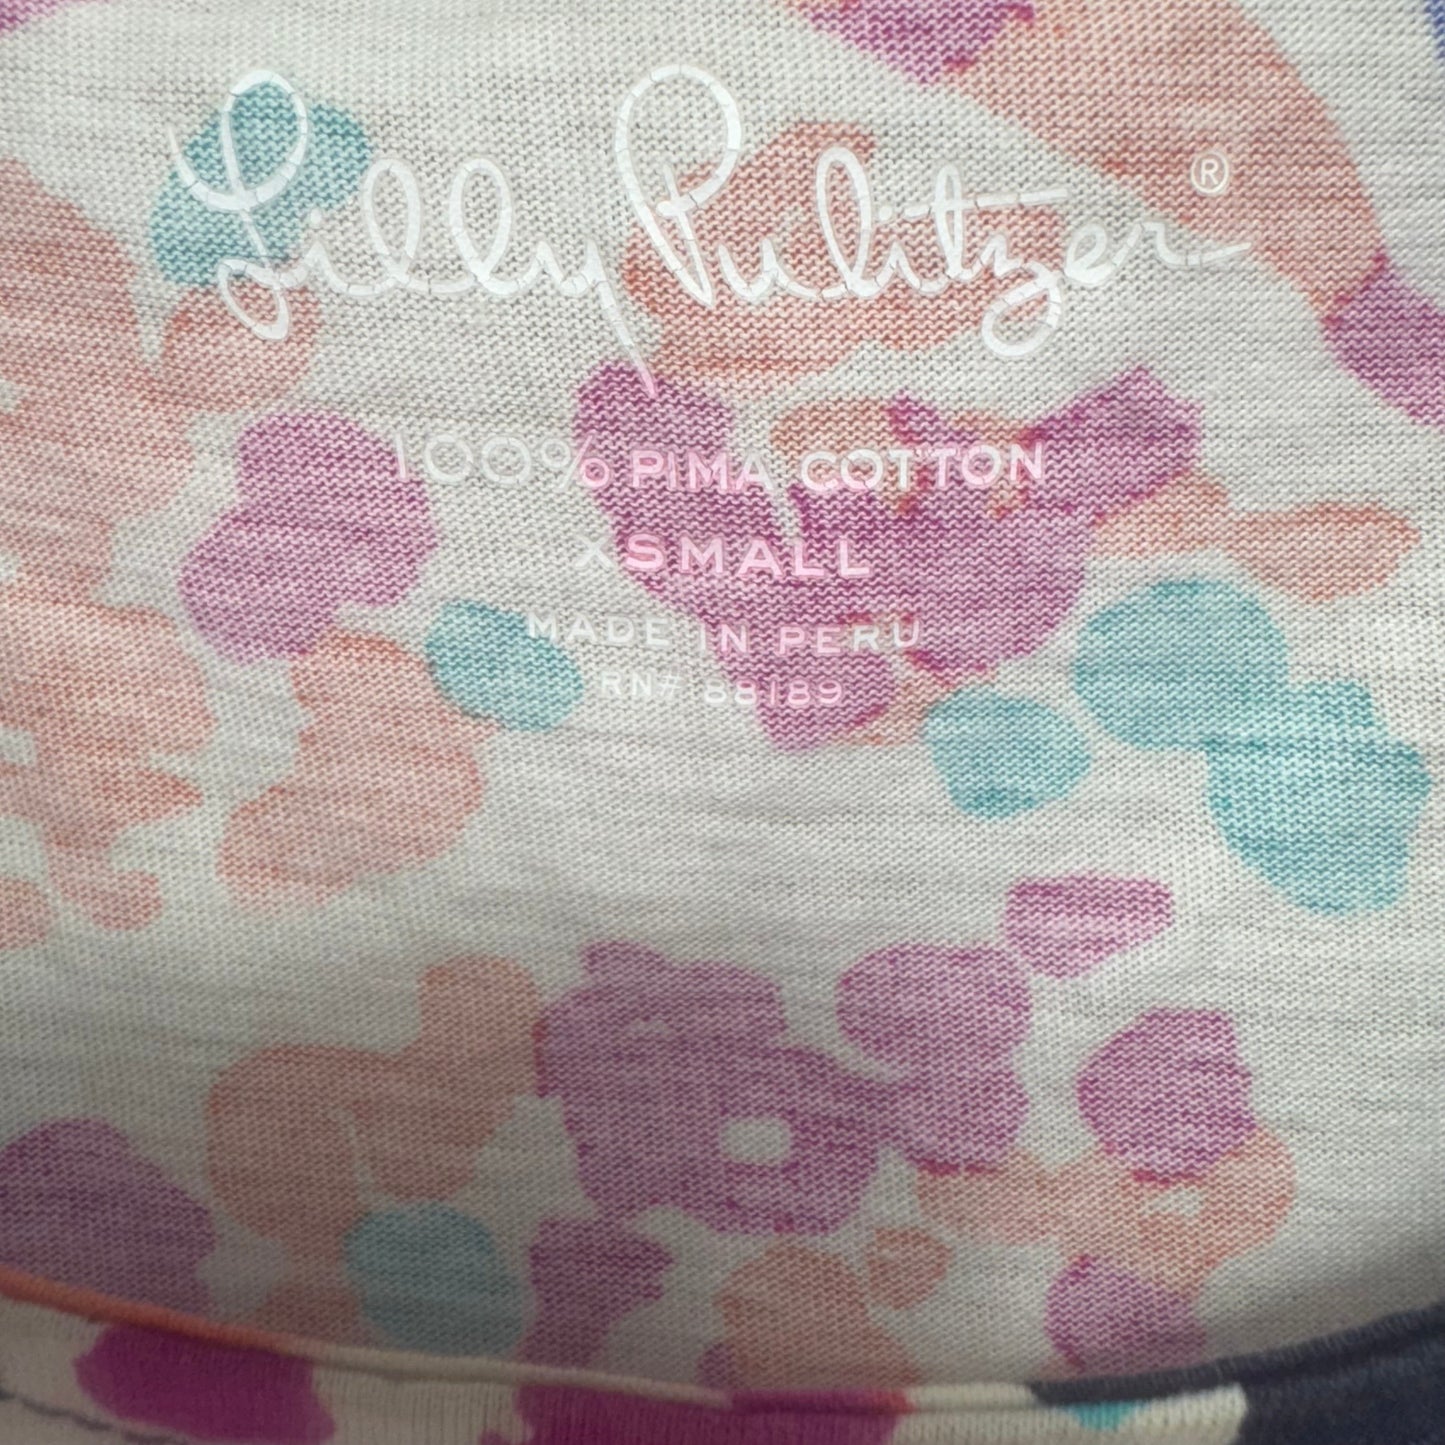 Lilly Pulitzer®
100% PIMA COTTON
XSMALL
MADE IN PERU
RN# 88189